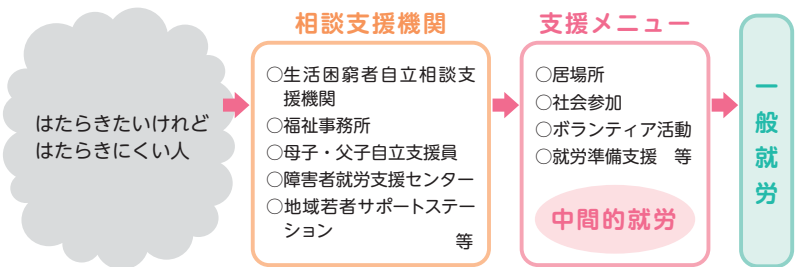 はたらきたいけれど
はたらきにくい人
相談支援機関
○生活困窮者自立相談支
援機関
○福祉事務所
○母子・父子自立支援員
○障害者就労支援センター
○地域若者サポートステー
ション
等
支援メニュー
○居場所
○社会参加
○ボランティア活動
○就労準備支援　等
中間的就労
一般就労